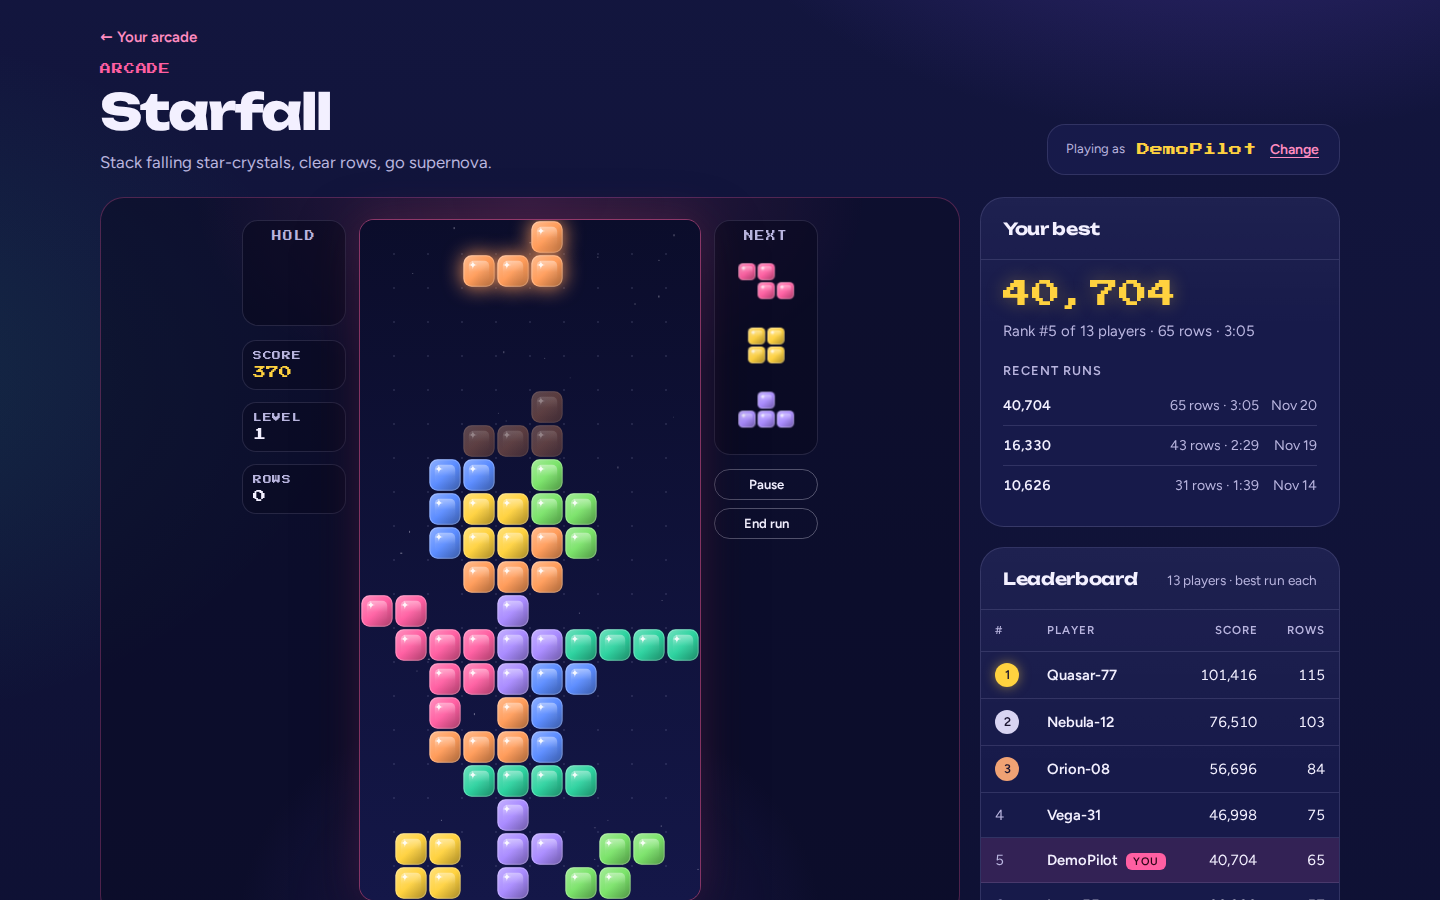 ← Your arcade
ARCADE
Starfall
Stack falling star-crystals, clear rows, go supernova.
Playing as DemoPilot Change
HOLD
SCORE
370
LEVEL
1
ROWS
0
NEXT
Pause
End run
Your best
40,704
Rank #5 of 13 players · 65 rows · 3:05
RECENT RUNS
40,704 65 rows · 3:05 Nov 20
16,330 43 rows · 2:29 Nov 19
10,626 31 rows · 1:39 Nov 14
Leaderboard 13 players · best run each
# PLAYER SCORE ROWS
1 Quasar-77 101,416 115
2 Nebula-12 76,510 103
3 Orion-08 56,696 84
4 Vega-31 46,998 75
5 DemoPilot YOU 40,704 65